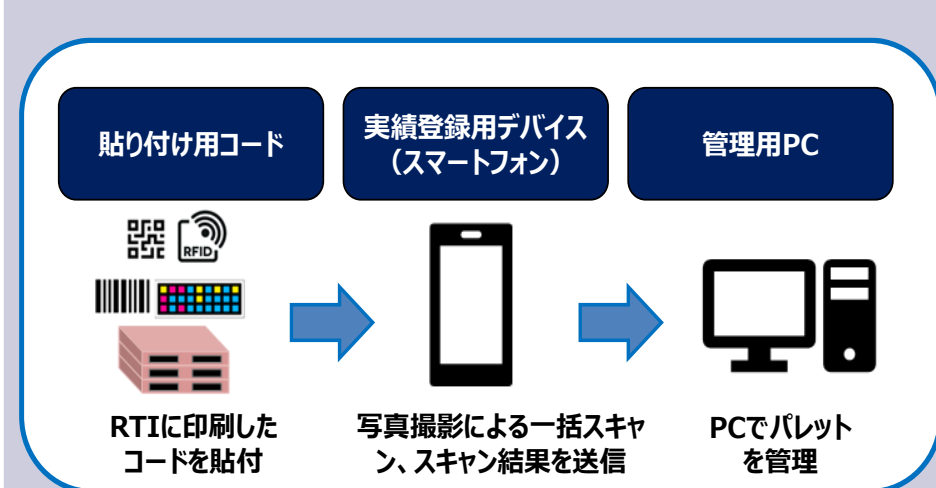 貼り付け用コード
実績登録用デバイス
（スマートフォン）
管理用PC
RFID
RTIに印刷した
コードを貼付
写真撮影による一括スキャ
ン、スキャン結果を送信
PCでパレット
を管理